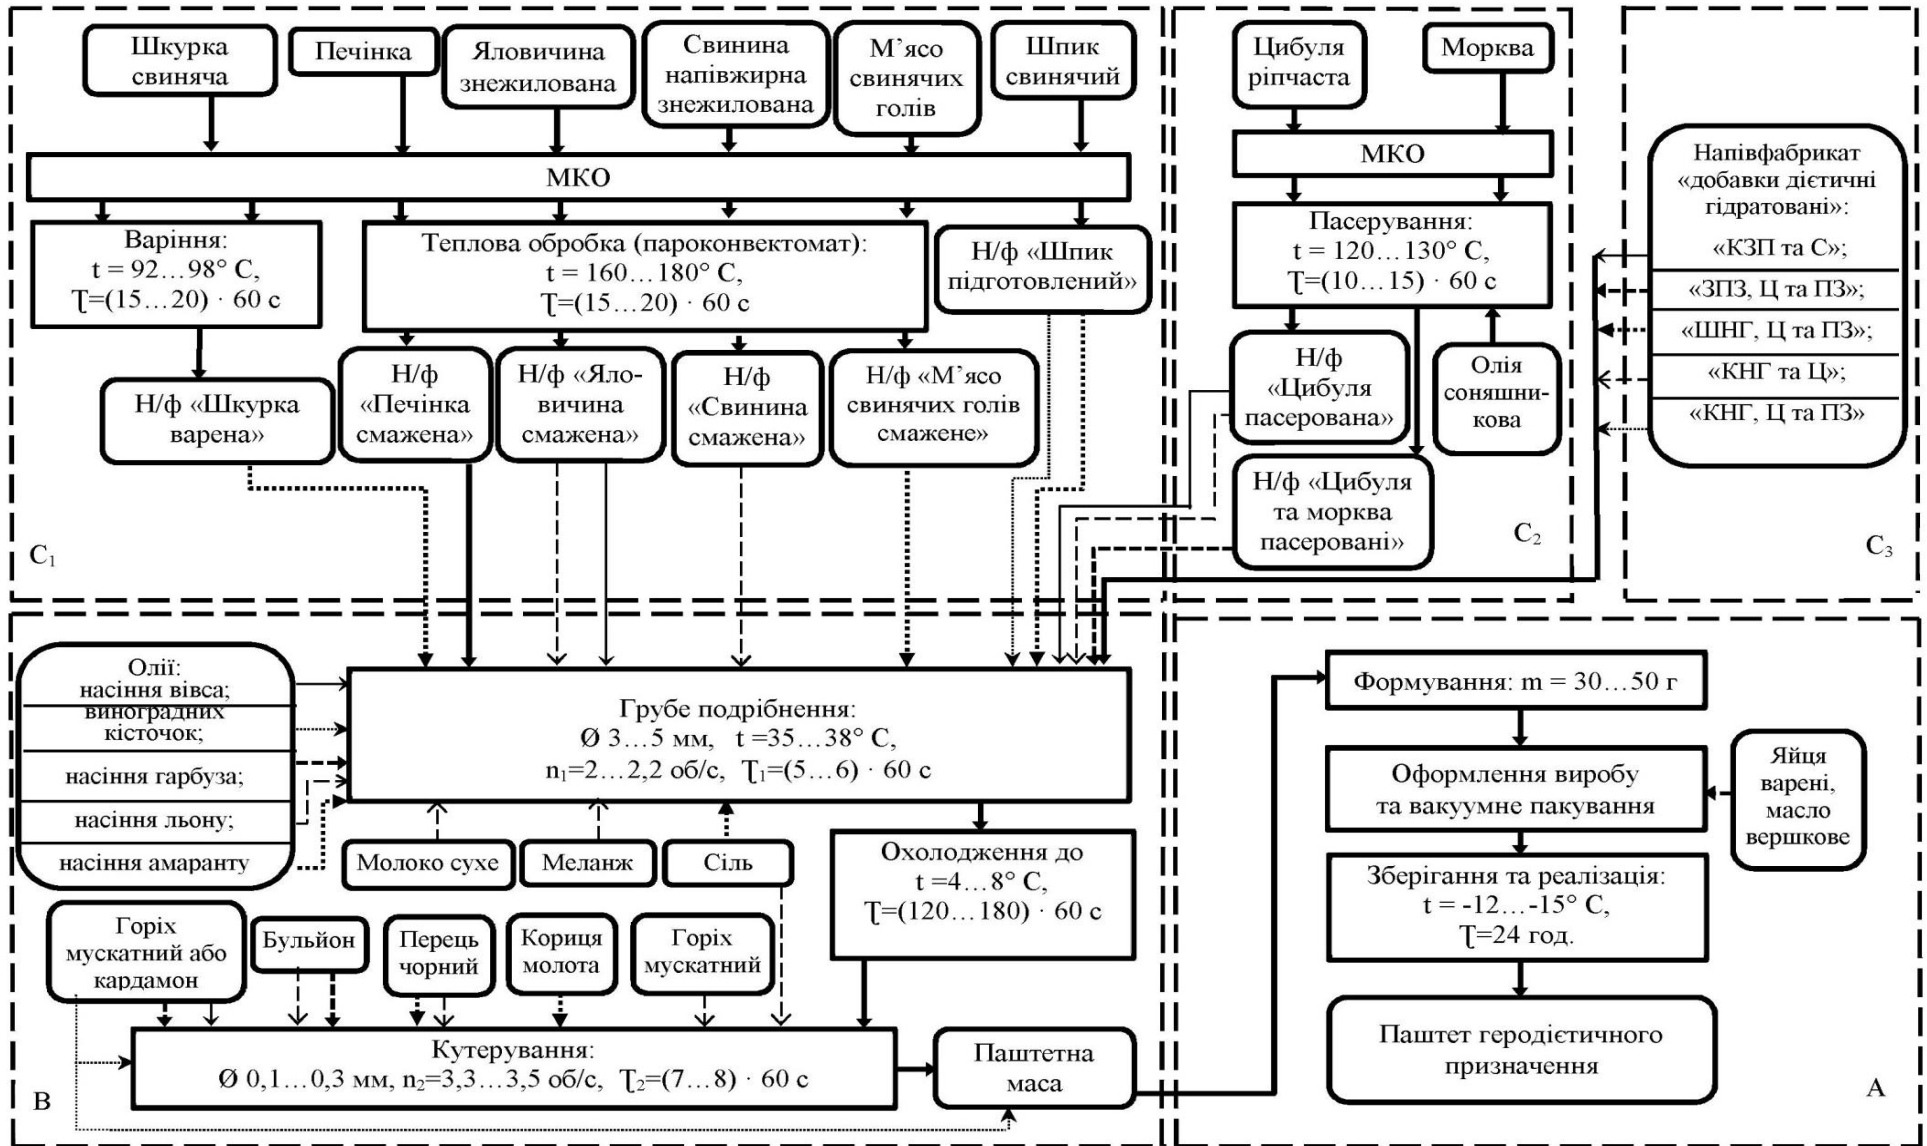 Шкурка
свиняча
Печінка
Яловичина
знежилована
Свинина
напівжирна
знежилована
М’ясо
свинячих
голів
Шпик
свинячий
МКО
Варіння:
t = 92…98° С,
Ʈ=(15…20) · 60 с
Теплова обробка (пароконвектомат):
t = 160…180° С,
Ʈ=(15…20) · 60 с
Н/ф «Шпик
підготовлений»
Н/ф «Шкурка
варена»
Н/ф
«Печінка
смажена»
Н/ф «Яло-
вичина
смажена»
Н/ф
«Свинина
смажена»
Н/ф «М’ясо
свинячих голів
смажене»
С₁
Цибуля
ріпчаста
Морква
МКО
Пасерування:
t = 120…130° С,
Ʈ=(10…15) · 60 с
Н/ф
«Цибуля
пасерована»
Олія
соняшни-
кова
Н/ф «Цибуля
та морква
пасеровані»
С₂
Напівфабрикат
«добавки дієтичні
гідратовані»:
«КЗП та С»;
«ЗПЗ, Ц та ПЗ»;
«ШНГ, Ц та ПЗ»;
«КНГ та Ц»;
«КНГ, Ц та ПЗ»
С₃
Олії:
насіння вівса;
виноградних
кісточок;
насіння гарбуза;
насіння льону;
насіння амаранту
Грубе подрібнення:
Ø 3…5 мм, t =35…38° С,
n₁=2…2,2 об/с, Ʈ₁=(5…6) · 60 с
Молоко сухе
Меланж
Сіль
Охолодження до
t =4…8° С,
Ʈ=(120…180) · 60 с
Горіх
мускатний або
кардамон
Бульйон
Перець
чорний
Кориця
молота
Горіх
мускатний
Кутерування:
Ø 0,1…0,3 мм, n₂=3,3…3,5 об/с, Ʈ₂=(7…8) · 60 с
Паштетна
маса
В
Формування: m = 30…50 г
Оформлення виробу
та вакуумне пакування
Яйця
варені,
масло
вершкове
Зберігання та реалізація:
t = -12…-15° С,
Ʈ=24 год.
Паштет геродієтичного
призначення
А